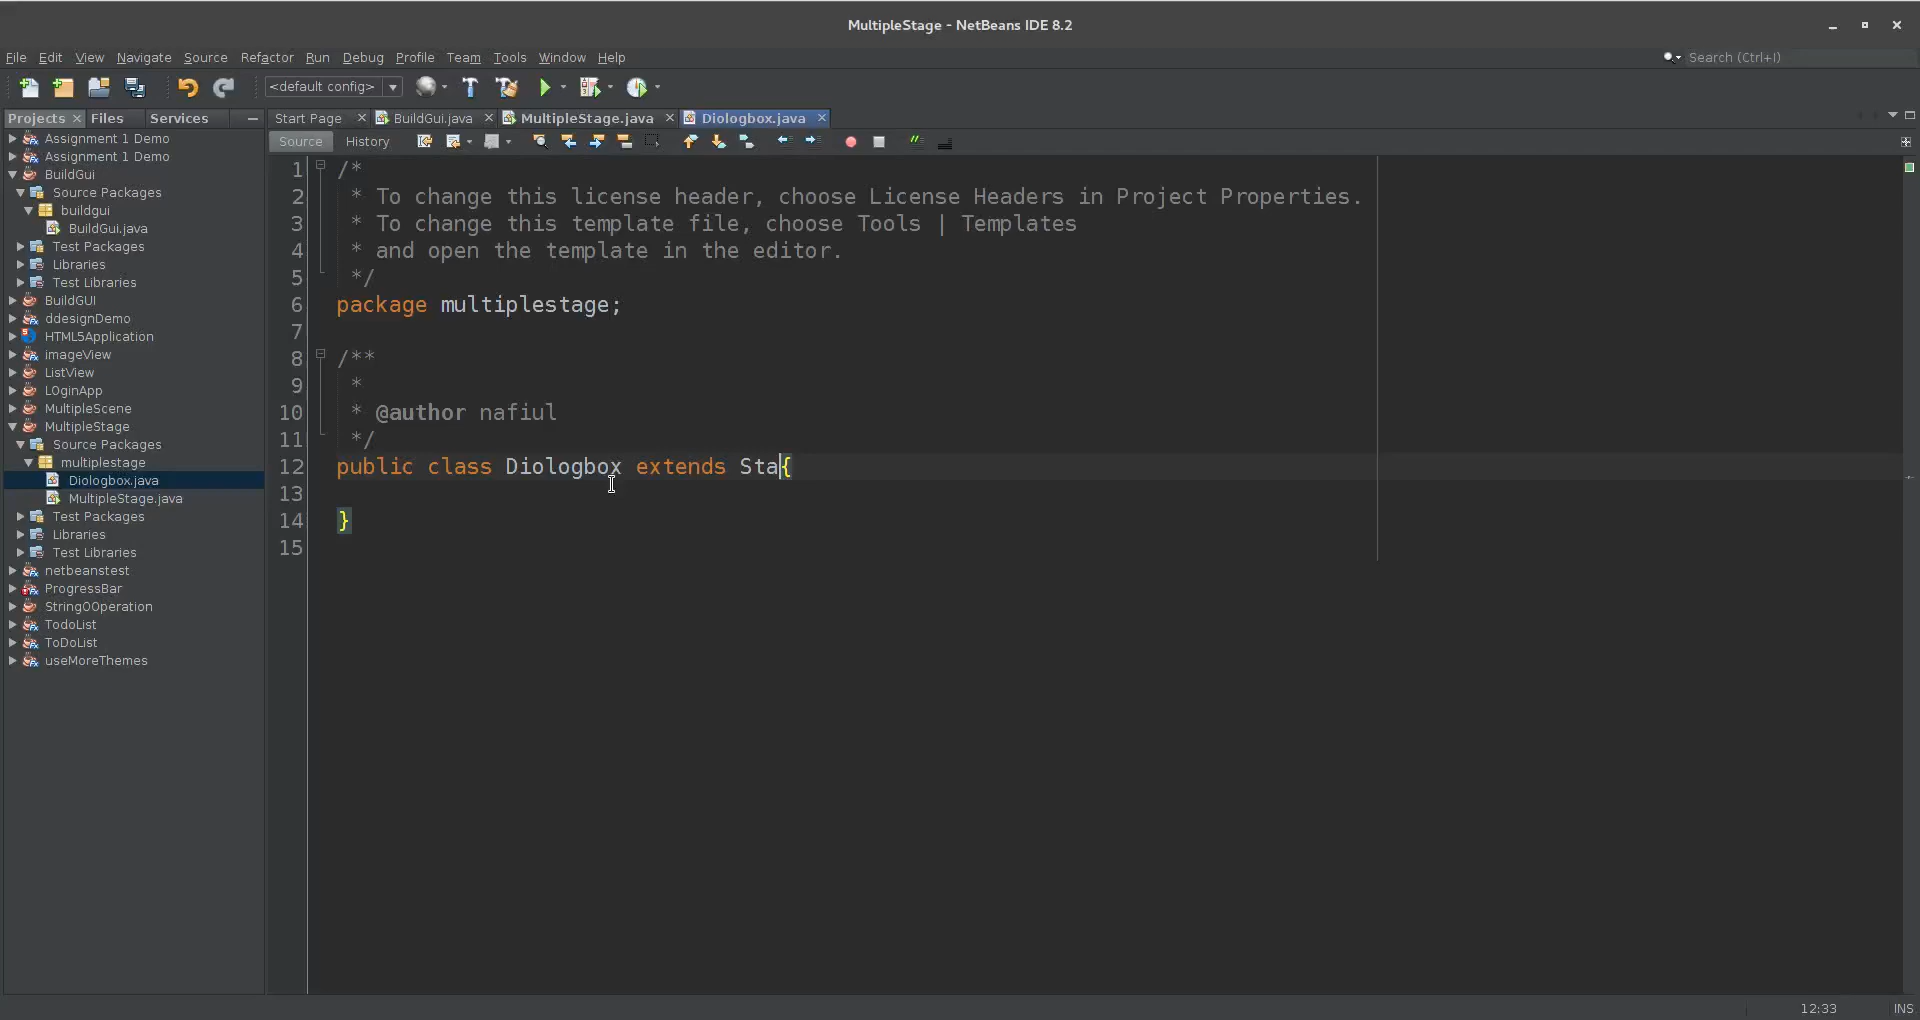 MultipleStage - NetBeans IDE 8.2
File Edit View Navigate Source Refactor Run Debug Profile Team Tools Window Help
Search (Ctrl+I)
<default config>
Projects Files Services
Start Page BuildGui.java MultipleStage.java Diologbox.java
Source History
Assignment 1 Demo
Assignment 1 Demo
BuildGui
Source Packages
buildgui
BuildGui.java
Test Packages
Libraries
Test Libraries
BuildGUI
ddesignDemo
HTML5Application
imageView
ListView
LOginApp
MultipleScene
MultipleStage
Source Packages
multiplestage
Diologbox.java
MultipleStage.java
Test Packages
Libraries
Test Libraries
netbeanstest
ProgressBar
StringOOperation
TodoList
ToDoList
useMoreThemes
1 /*
2 * To change this license header, choose License Headers in Project Properties.
3 * To change this template file, choose Tools | Templates
4 * and open the template in the editor.
5 */
6 package multiplestage;
7
8 /**
9 *
10 * @author nafiul
11 */
12 public class Diologbox extends Sta{
13
14 }
15
12:33 INS